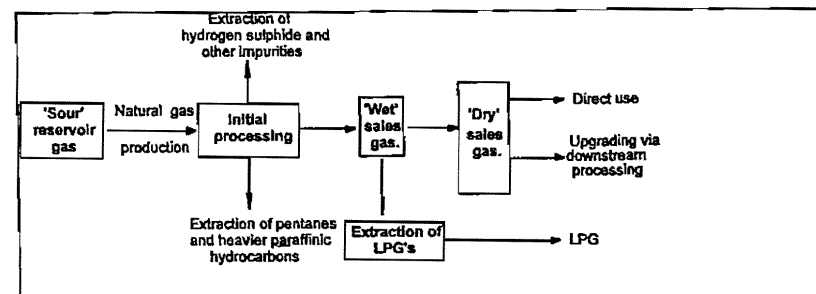 Extraction of
hydrogen sulphide and
other impurities
'Sour'
reservoir
gas
Natural gas
production
Initial
processing
'Wet'
sales
gas.
'Dry'
sales
gas.
Direct use
Upgrading via
downstream
processing
Extraction of pentanes
and heavier paraffinic
hydrocarbons
Extraction of
LPG's
LPG